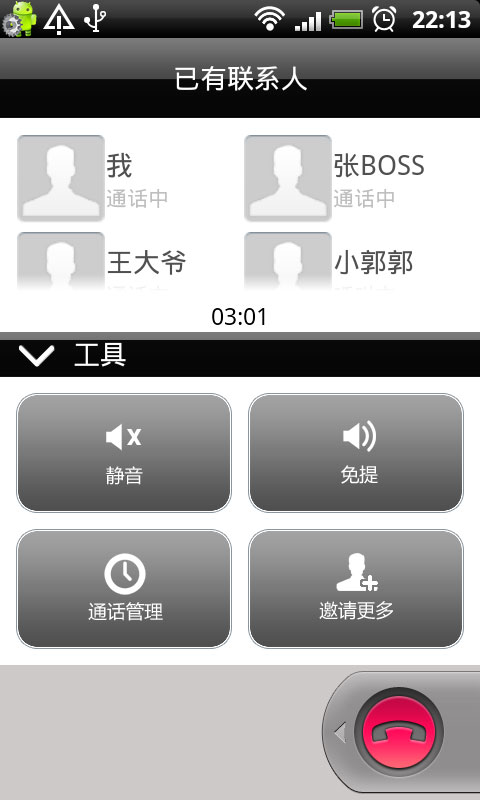 22:13
已有联系人
我
通话中
张BOSS
通话中
王大爷
小郭郭
03:01
工具
静音
免提
通话管理
邀请更多